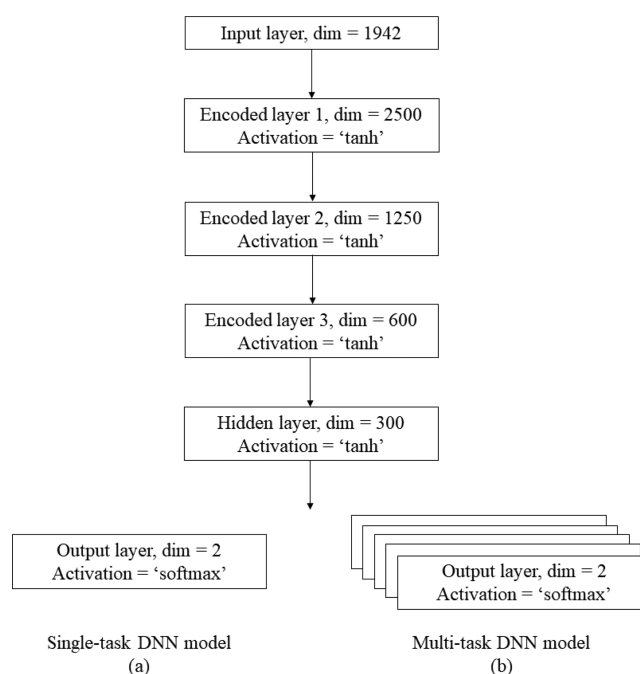 Input layer, dim = 1942
Encoded layer 1, dim = 2500
Activation = ‘tanh’
Encoded layer 2, dim = 1250
Activation = ‘tanh’
Encoded layer 3, dim = 600
Activation = ‘tanh’
Hidden layer, dim = 300
Activation = ‘tanh’
Output layer, dim = 2
Activation = ‘softmax’
Single-task DNN model
(a)
Output layer, dim = 2
Activation = ‘softmax’
Multi-task DNN model
(b)